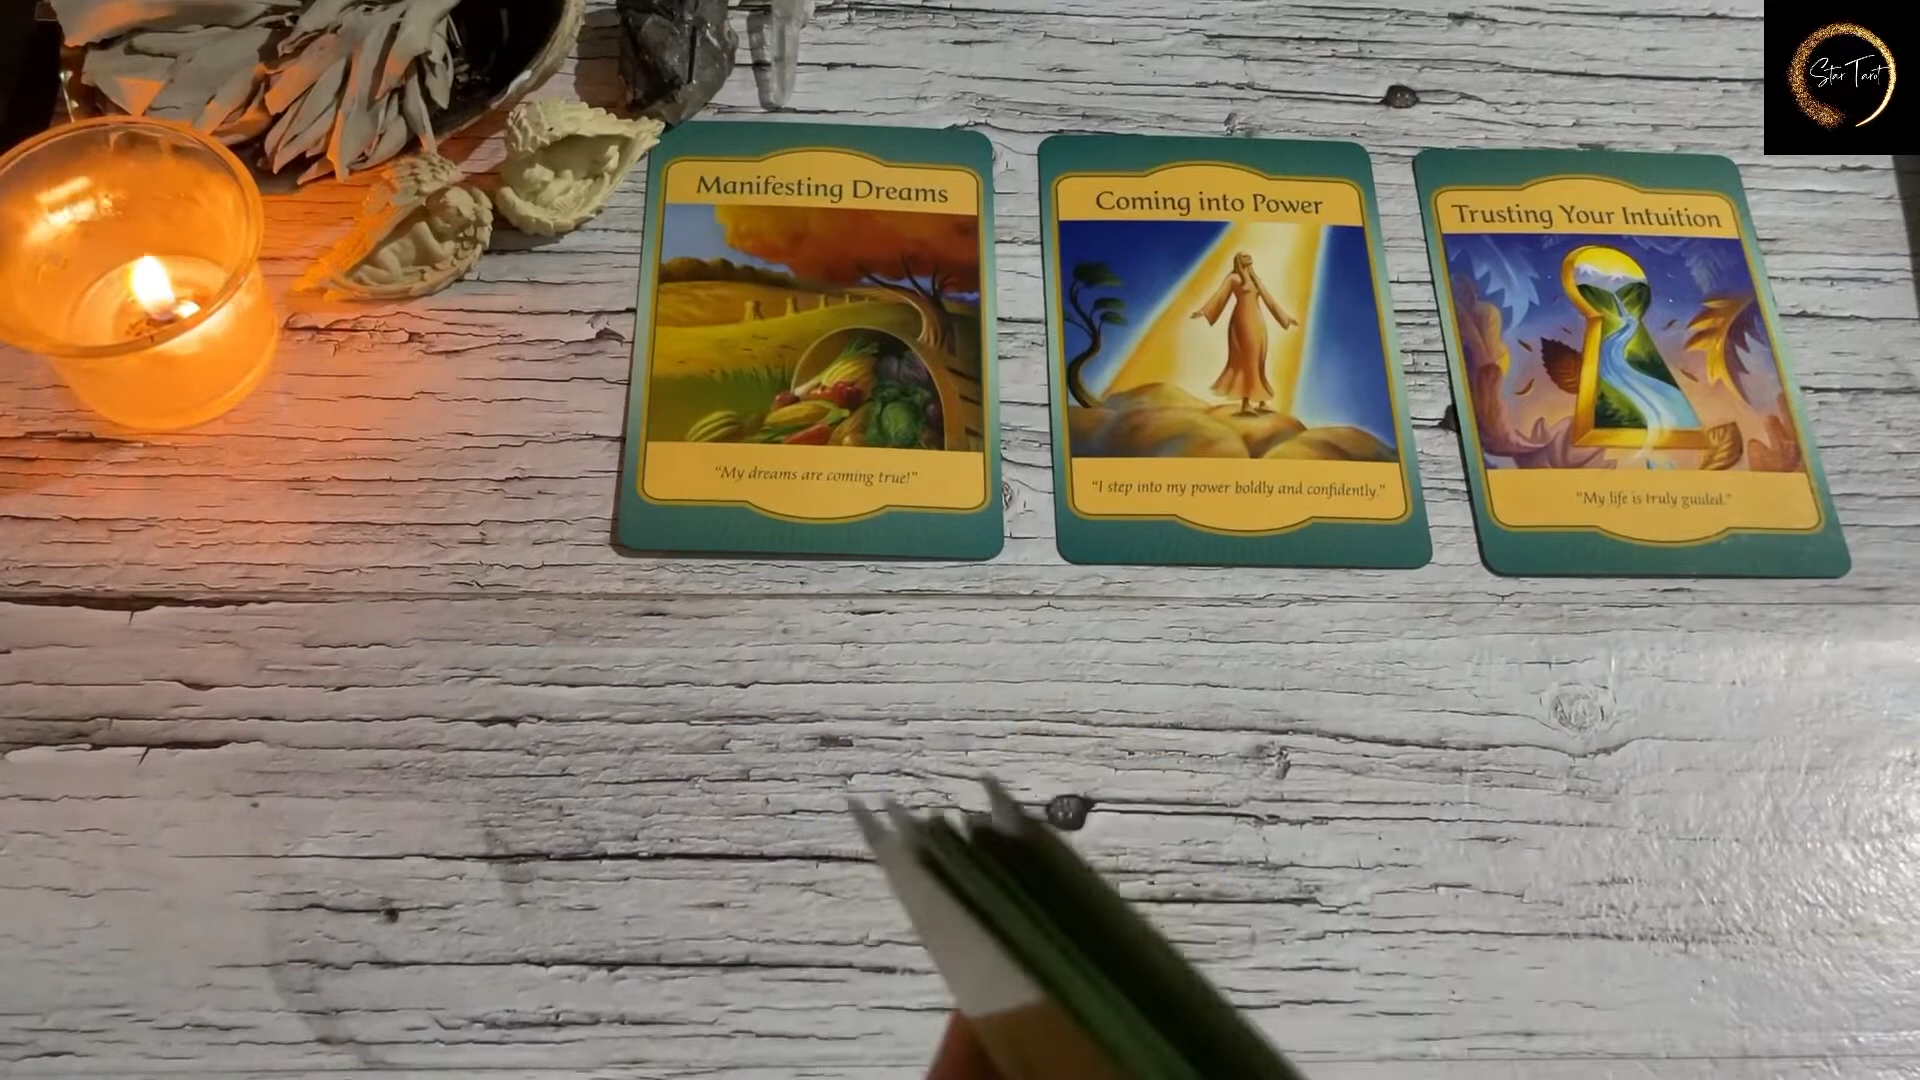 Manifesting Dreams
"My dreams are coming true!"
Coming into Power
"I step into my power boldly and confidently."
Trusting Your Intuition
"My life is truly guided."
Star Tarot